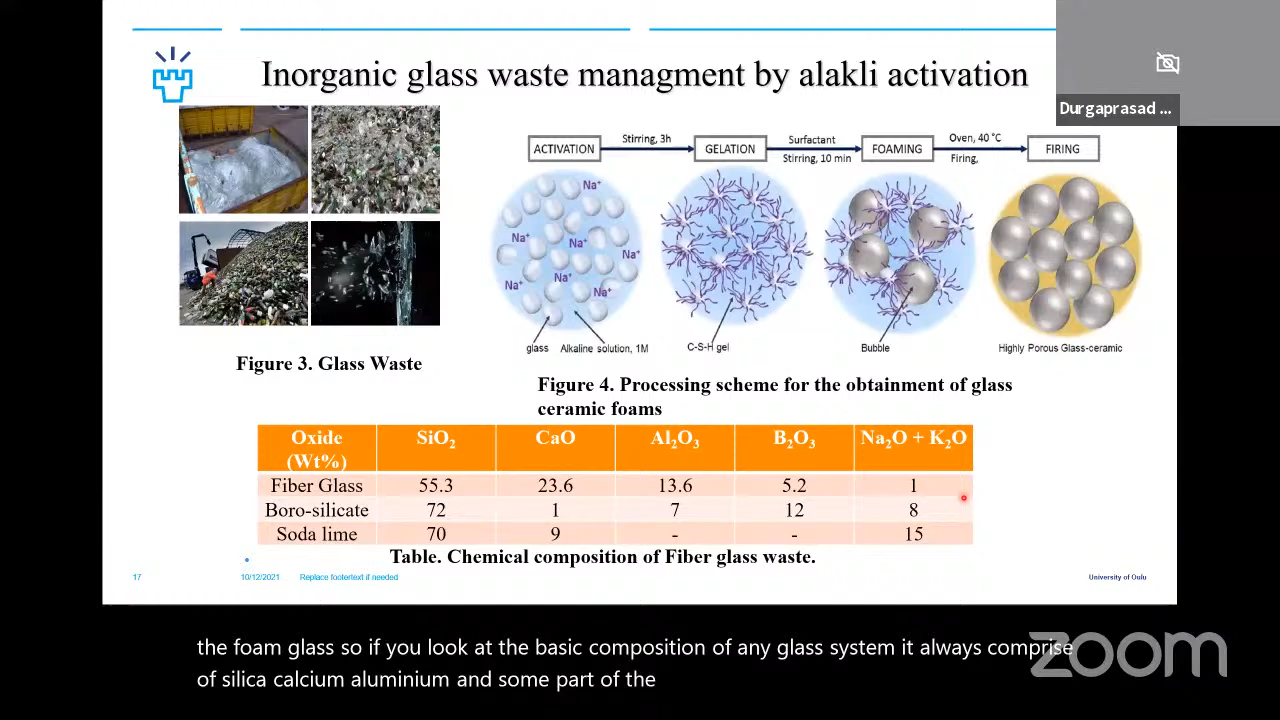 Inorganic glass waste managment by alakli activation
Durgaprasad ...
ACTIVATION
Stirring, 3h
GELATION
Surfactant
Stirring, 10 min
FOAMING
Oven, 40 °C
Firing,
FIRING
Na⁺
Na⁺
Na⁺
Na⁺
Na⁺
Na⁺
Na⁺
glass
Alkaline solution, 1M
C-S-H gel
Bubble
Highly Porous Glass-ceramic
Figure 3. Glass Waste
Figure 4. Processing scheme for the obtainment of glass
ceramic foams
Oxide (Wt%) SiO₂ CaO Al₂O₃ B₂O₃ Na₂O + K₂O
Fiber Glass 55.3 23.6 13.6 5.2 1
Boro-silicate 72 1 7 12 8
Soda lime 70 9 - - 15
Table. Chemical composition of Fiber glass waste.
17
10/12/2021
Replace footertext if needed
University of Oulu
the foam glass so if you look at the basic composition of any glass system it always comprise
of silica calcium aluminium and some part of the
zoom